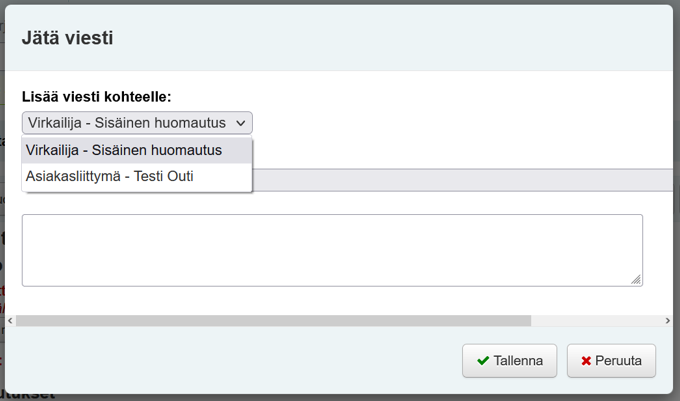 Jätä viesti
Lisää viesti kohteelle:
Virkailija - Sisäinen huomautus
Virkailija - Sisäinen huomautus
Asiakasliittymä - Testi Outi
Tallenna
Peruuta